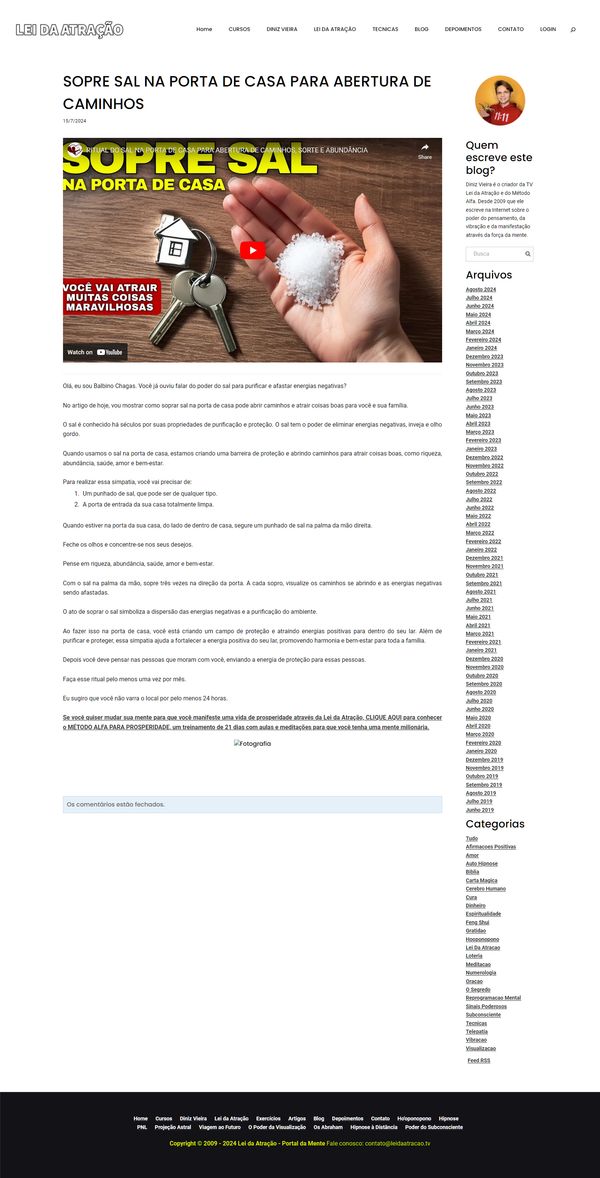 LEI DA ATRAÇÃO
Home CURSOS DINIZ VIEIRA LEI DA ATRAÇÃO TECNICAS BLOG DEPOIMENTOS CONTATO LOGIN
SOPRE SAL NA PORTA DE CASA PARA ABERTURA DE
CAMINHOS
15/7/2024
RITUAL DO SAL NA PORTA DE CASA PARA ABERTURA DE CAMINHOS, SORTE E ABUNDÂNCIA
Share
SOPRE SAL
NA PORTA DE CASA
VOCÊ VAI ATRAIR
MUITAS COISAS
MARAVILHOSAS
Watch on YouTube
Olá, eu sou Balbino Chagas. Você já ouviu falar do poder do sal para purificar e afastar energias negativas?
No artigo de hoje, vou mostrar como soprar sal na porta de casa pode abrir caminhos e atrair coisas boas para você e sua família.
O sal é conhecido há séculos por suas propriedades de purificação e proteção. O sal tem o poder de eliminar energias negativas, inveja e olho
gordo.
Quando usamos o sal na porta de casa, estamos criando uma barreira de proteção e abrindo caminhos para atrair coisas boas, como riqueza,
abundância, saúde, amor e bem-estar.
Para realizar essa simpatia, você vai precisar de:
1. Um punhado de sal, que pode ser de qualquer tipo.
2. A porta de entrada da sua casa totalmente limpa.
Quando estiver na porta da sua casa, do lado de dentro de casa, segure um punhado de sal na palma da mão direita.
Feche os olhos e concentre-se nos seus desejos.
Pense em riqueza, abundância, saúde, amor e bem-estar.
Com o sal na palma da mão, sopre três vezes na direção da porta. A cada sopro, visualize os caminhos se abrindo e as energias negativas
sendo afastadas.
O ato de soprar o sal simboliza a dispersão das energias negativas e a purificação do ambiente.
Ao fazer isso na porta de casa, você está criando um campo de proteção e atraindo energias positivas para dentro do seu lar. Além de
purificar e proteger, essa simpatia ajuda a fortalecer a energia positiva do seu lar, promovendo harmonia e bem-estar para toda a família.
Depois você deve pensar nas pessoas que moram com você, enviando a energia de proteção para essas pessoas.
Faça esse ritual pelo menos uma vez por mês.
Eu sugiro que você não varra o local por pelo menos 24 horas.
Se você quiser mudar sua mente para que você manifeste uma vida de prosperidade através da Lei da Atração, CLIQUE AQUI para conhecer
o MÉTODO ALFA PARA PROSPERIDADE, um treinamento de 21 dias com aulas e meditações para que você tenha uma mente milionária.
Fotografia
Os comentários estão fechados.
11:11
Quem
escreve este
blog?
Diniz Vieira é o criador da TV
Lei da Atração e do Método
Alfa. Desde 2009 que ele
escreve na Internet sobre o
poder do pensamento, da
vibração e da manifestação
através da força da mente.
Busca
Arquivos
Agosto 2024
Julho 2024
Junho 2024
Maio 2024
Abril 2024
Março 2024
Fevereiro 2024
Janeiro 2024
Dezembro 2023
Novembro 2023
Outubro 2023
Setembro 2023
Agosto 2023
Julho 2023
Junho 2023
Maio 2023
Abril 2023
Março 2023
Fevereiro 2023
Janeiro 2023
Dezembro 2022
Novembro 2022
Outubro 2022
Setembro 2022
Agosto 2022
Julho 2022
Junho 2022
Maio 2022
Abril 2022
Março 2022
Fevereiro 2022
Janeiro 2022
Dezembro 2021
Novembro 2021
Outubro 2021
Setembro 2021
Agosto 2021
Julho 2021
Junho 2021
Maio 2021
Abril 2021
Março 2021
Fevereiro 2021
Janeiro 2021
Dezembro 2020
Novembro 2020
Outubro 2020
Setembro 2020
Agosto 2020
Julho 2020
Junho 2020
Maio 2020
Abril 2020
Março 2020
Fevereiro 2020
Janeiro 2020
Dezembro 2019
Novembro 2019
Outubro 2019
Setembro 2019
Agosto 2019
Julho 2019
Junho 2019
Categorias
Tudo
Afirmacoes Positivas
Amor
Auto Hipnose
Biblia
Carta Magica
Cerebro Humano
Cura
Dinheiro
Espiritualidade
Feng Shui
Gratidao
Hooponopono
Lei Da Atracao
Loteria
Meditacao
Numerologia
Oracao
O Segredo
Reprogramacao Mental
Sinais Poderosos
Subconsciente
Tecnicas
Telepatia
Vibracao
Visualizacao
Feed RSS
Home Cursos Diniz Vieira Lei da Atração Exercícios Artigos Blog Depoimentos Contato Ho'oponopono Hipnose
PNL Projeção Astral Viagem ao Futuro O Poder da Visualização Os Abraham Hipnose à Distância Poder do Subconsciente
Copyright © 2009 - 2024 Lei da Atração - Portal da Mente Fale conosco: contato@leidaatracao.tv